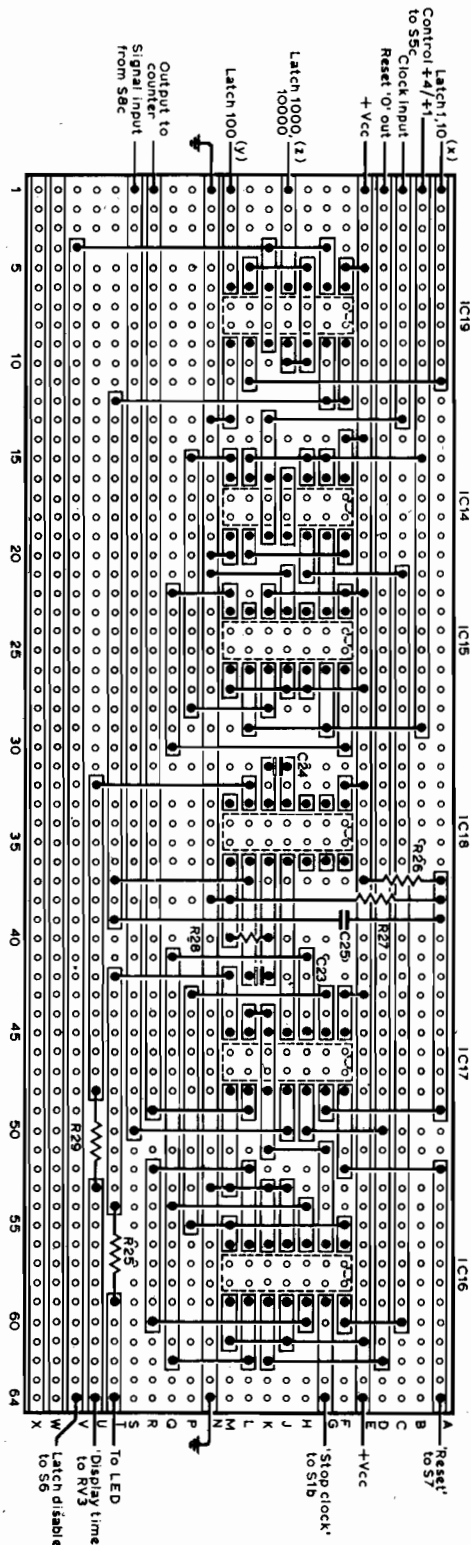 Latch 1,10 (x)
Control ÷4/÷1
to S5c
Clock input
Reset '0' out
+Vcc
Latch 1000, (z)
10000
Latch 100 (y)
Output to
counter
Signal input
from S8c
1
5
10
15
20
25
30
35
40
45
50
55
60
64
IC19
IC14
IC15
IC18
IC17
IC16
C24
R26
R27
C25
R28
C23
R29
R25
A
B
C
D
E
F
G
H
J
K
L
M
N
P
Q
R
S
T
U
V
W
X
'Reset'
to S7
+Vcc
'Stop clock'
to S1b
To LED
'Display time'
to RV3
Latch disable
to S6